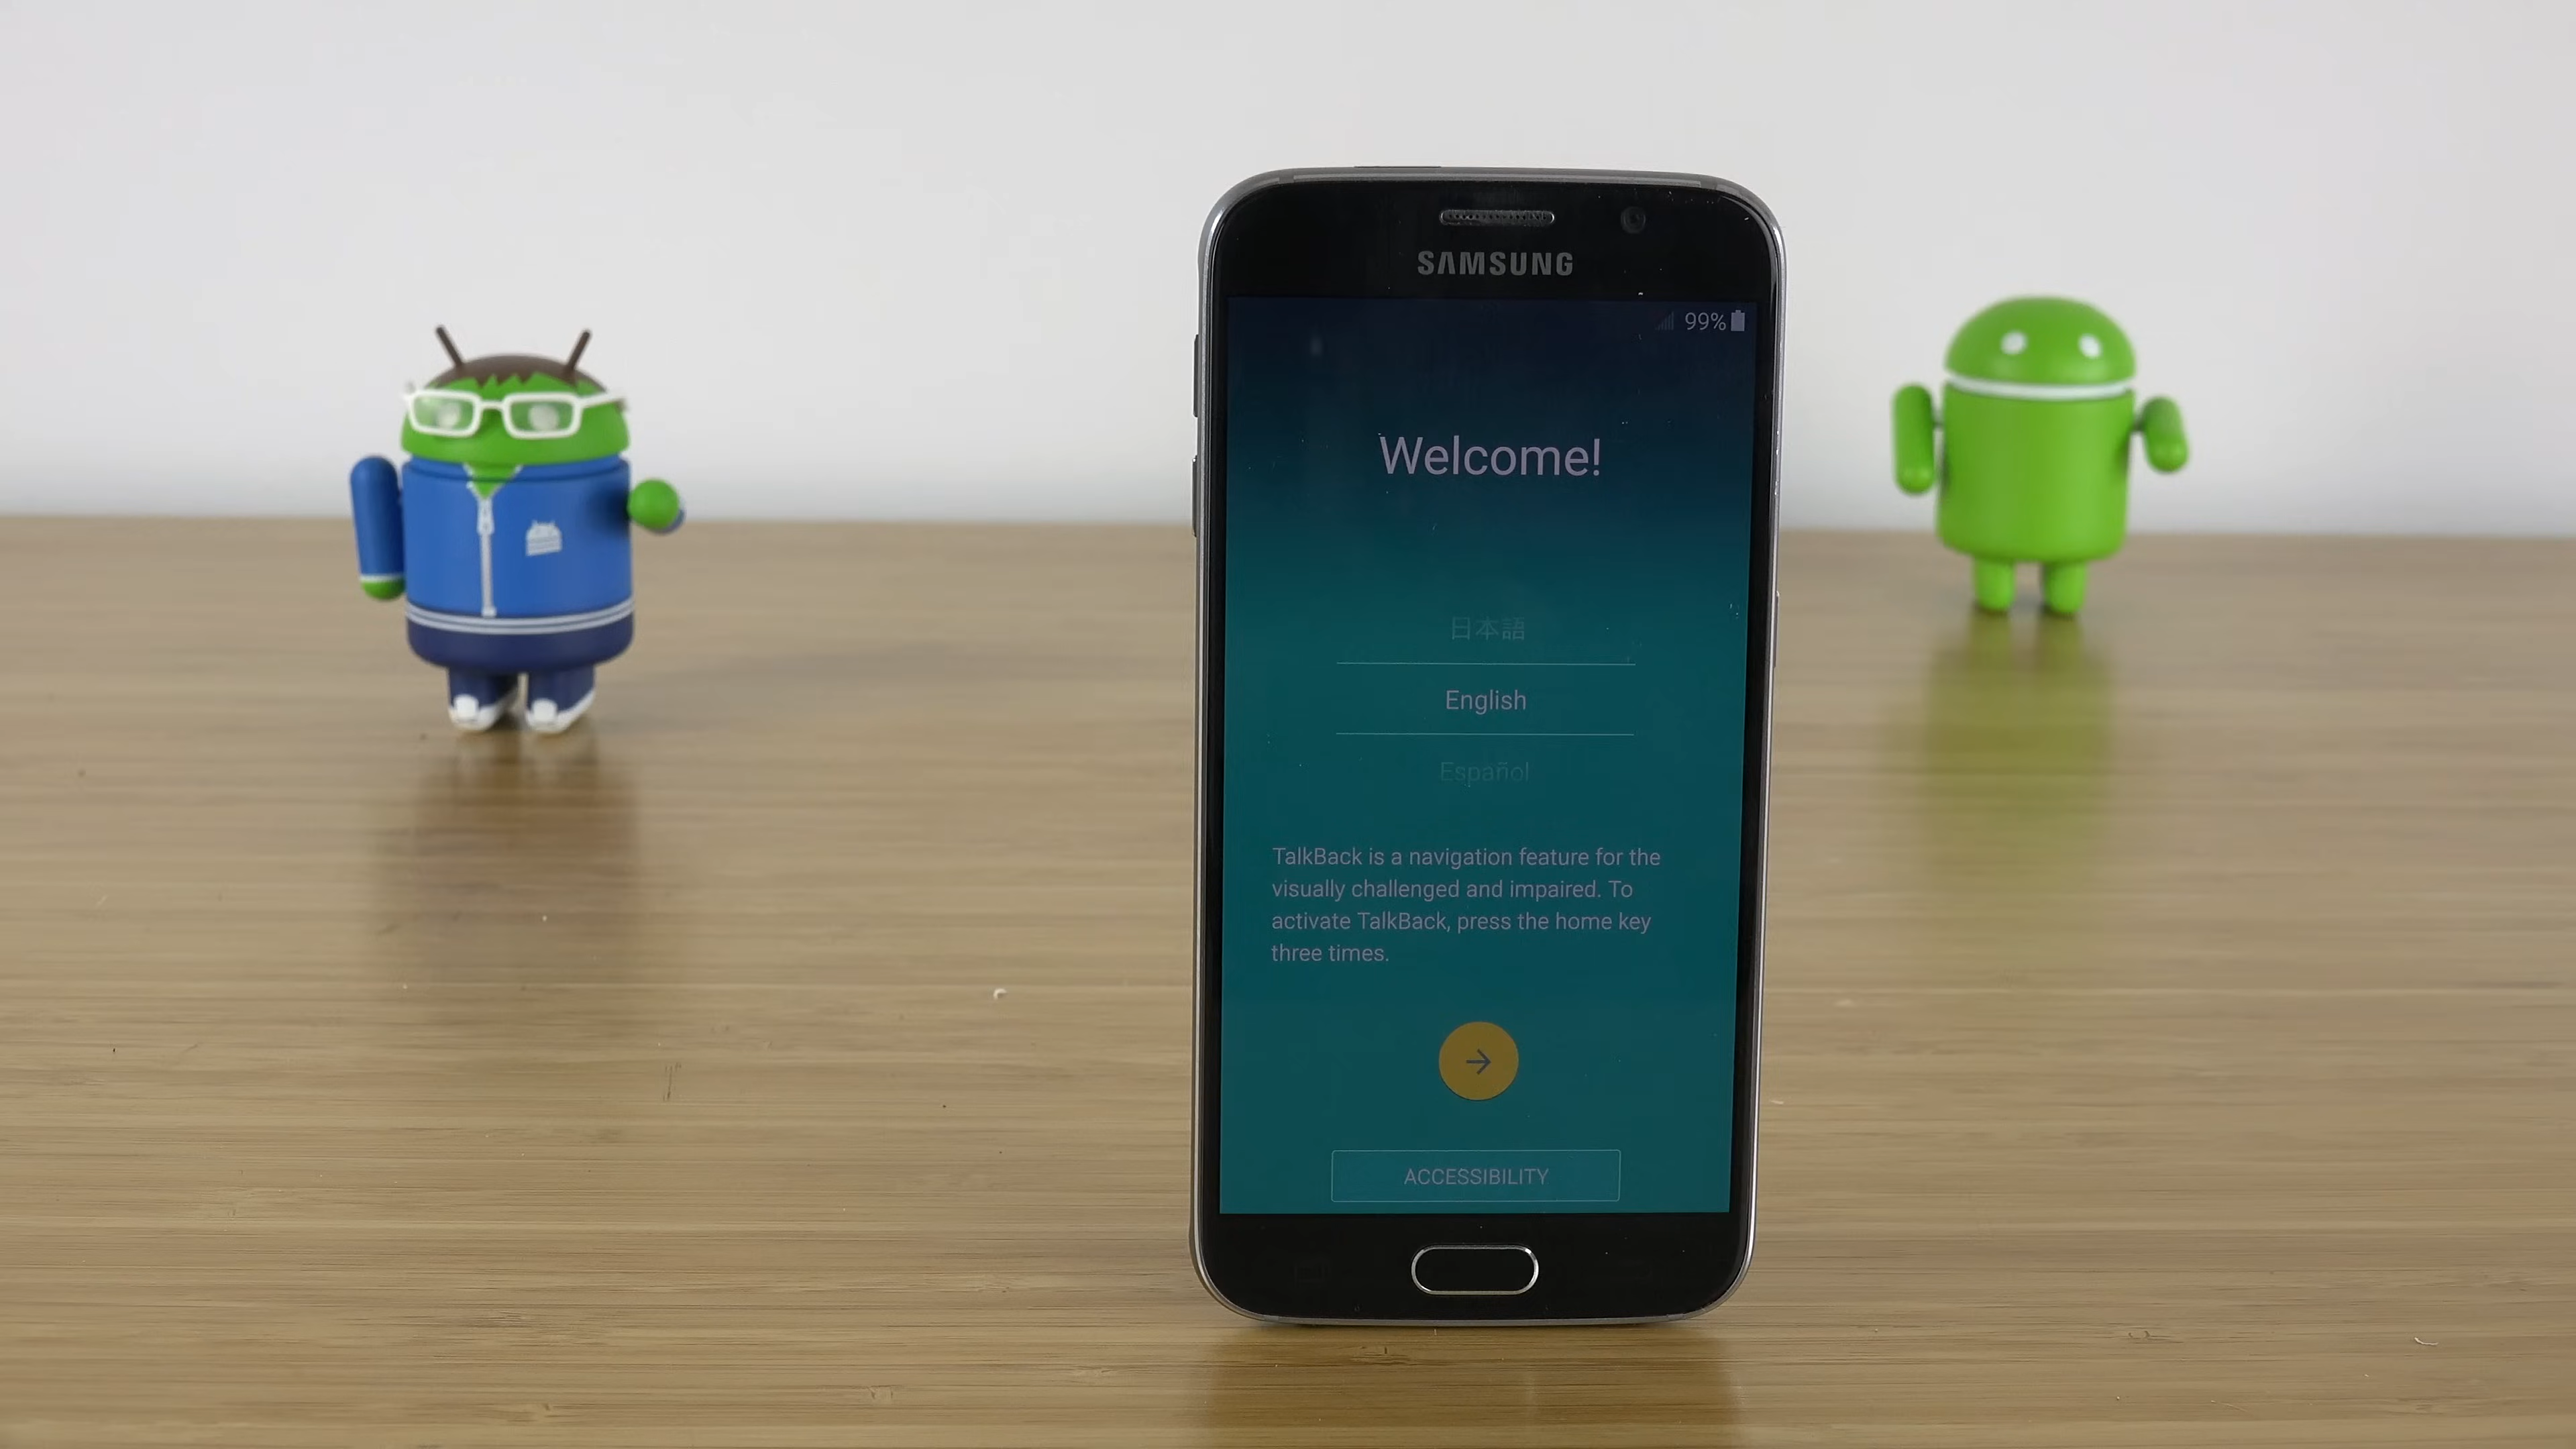 SAMSUNG
99%
Welcome!
日本語
English
Español
TalkBack is a navigation feature for the
visually challenged and impaired. To
activate TalkBack, press the home key
three times.
ACCESSIBILITY